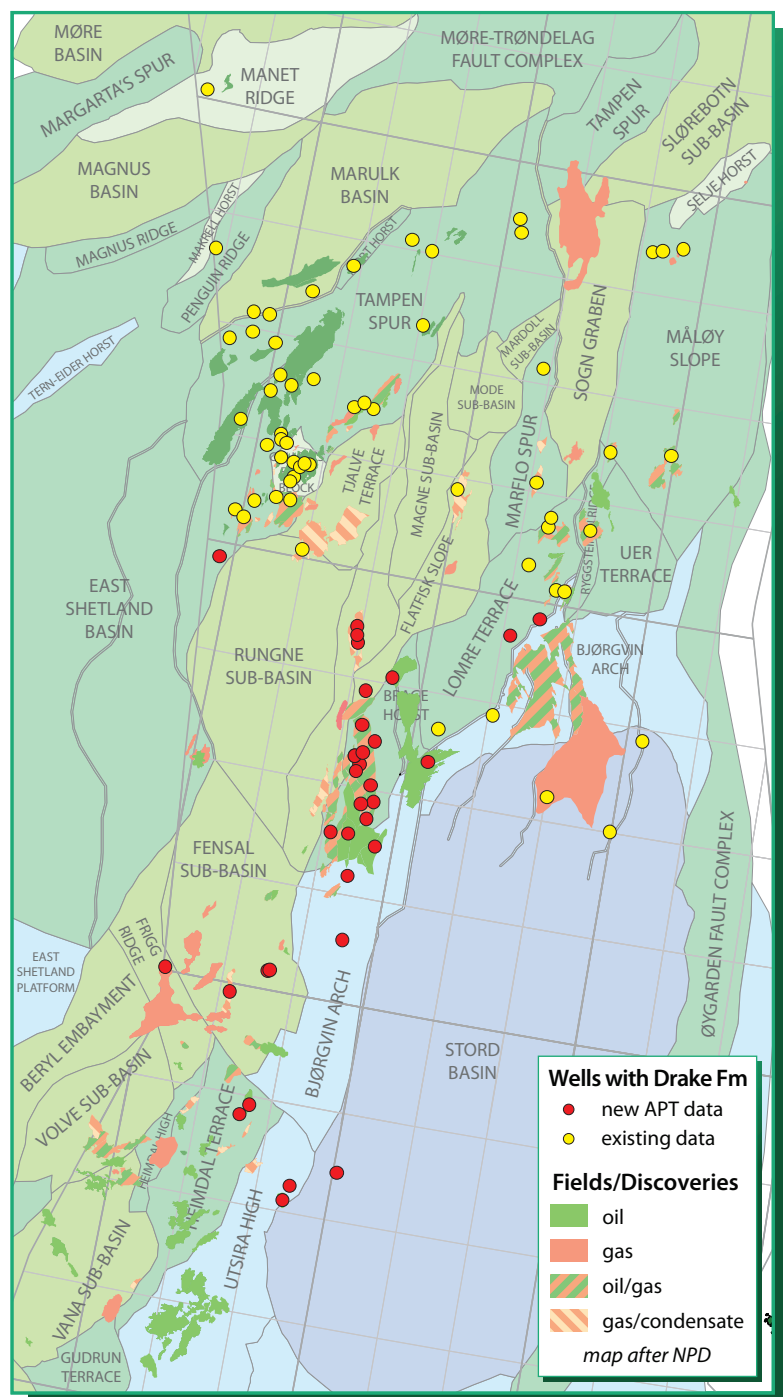 MØRE
BASIN
MARGARTA'S SPUR
MANET
RIDGE
MØRE-TRØNDELAG
FAULT COMPLEX
TAMPEN
SPUR
SLØREBOTN
SUB-BASIN
SELJE HORST
MAGNUS
BASIN
MARULK
BASIN
MAGNUS RIDGE
MAKRELL HORST
PENGUIN RIDGE
HORST
TAMPEN
SPUR
TERN-EIDER HORST
MARDOLL
SUB-BASIN
SOGN GRABEN
MÅLØY
SLOPE
MODE
SUB-BASIN
MARFLO SPUR
MAGNE SUB-BASIN
TJALVE
TERRACE
BLOCK
FLATFISK SLOPE
UER
TERRACE
EAST
SHETLAND
BASIN
RUNGNE
SUB-BASIN
LOMRE TERRACE
BJØRGVIN
ARCH
FENSAL
SUB-BASIN
ØYGARDEN FAULT COMPLEX
FRIGG
RIDGE
EAST
SHETLAND
PLATFORM
BERYL EMBAYMENT
BJØRGVIN ARCH
STORD
BASIN
VOLVE SUB-BASIN
HEIMDAL HIGH
HEIMDAL TERRACE
UTSIRA HIGH
VANA SUB-BASIN
GUDRUN
TERRACE
Wells with Drake Fm
new APT data
existing data
Fields/Discoveries
oil
gas
oil/gas
gas/condensate
map after NPD